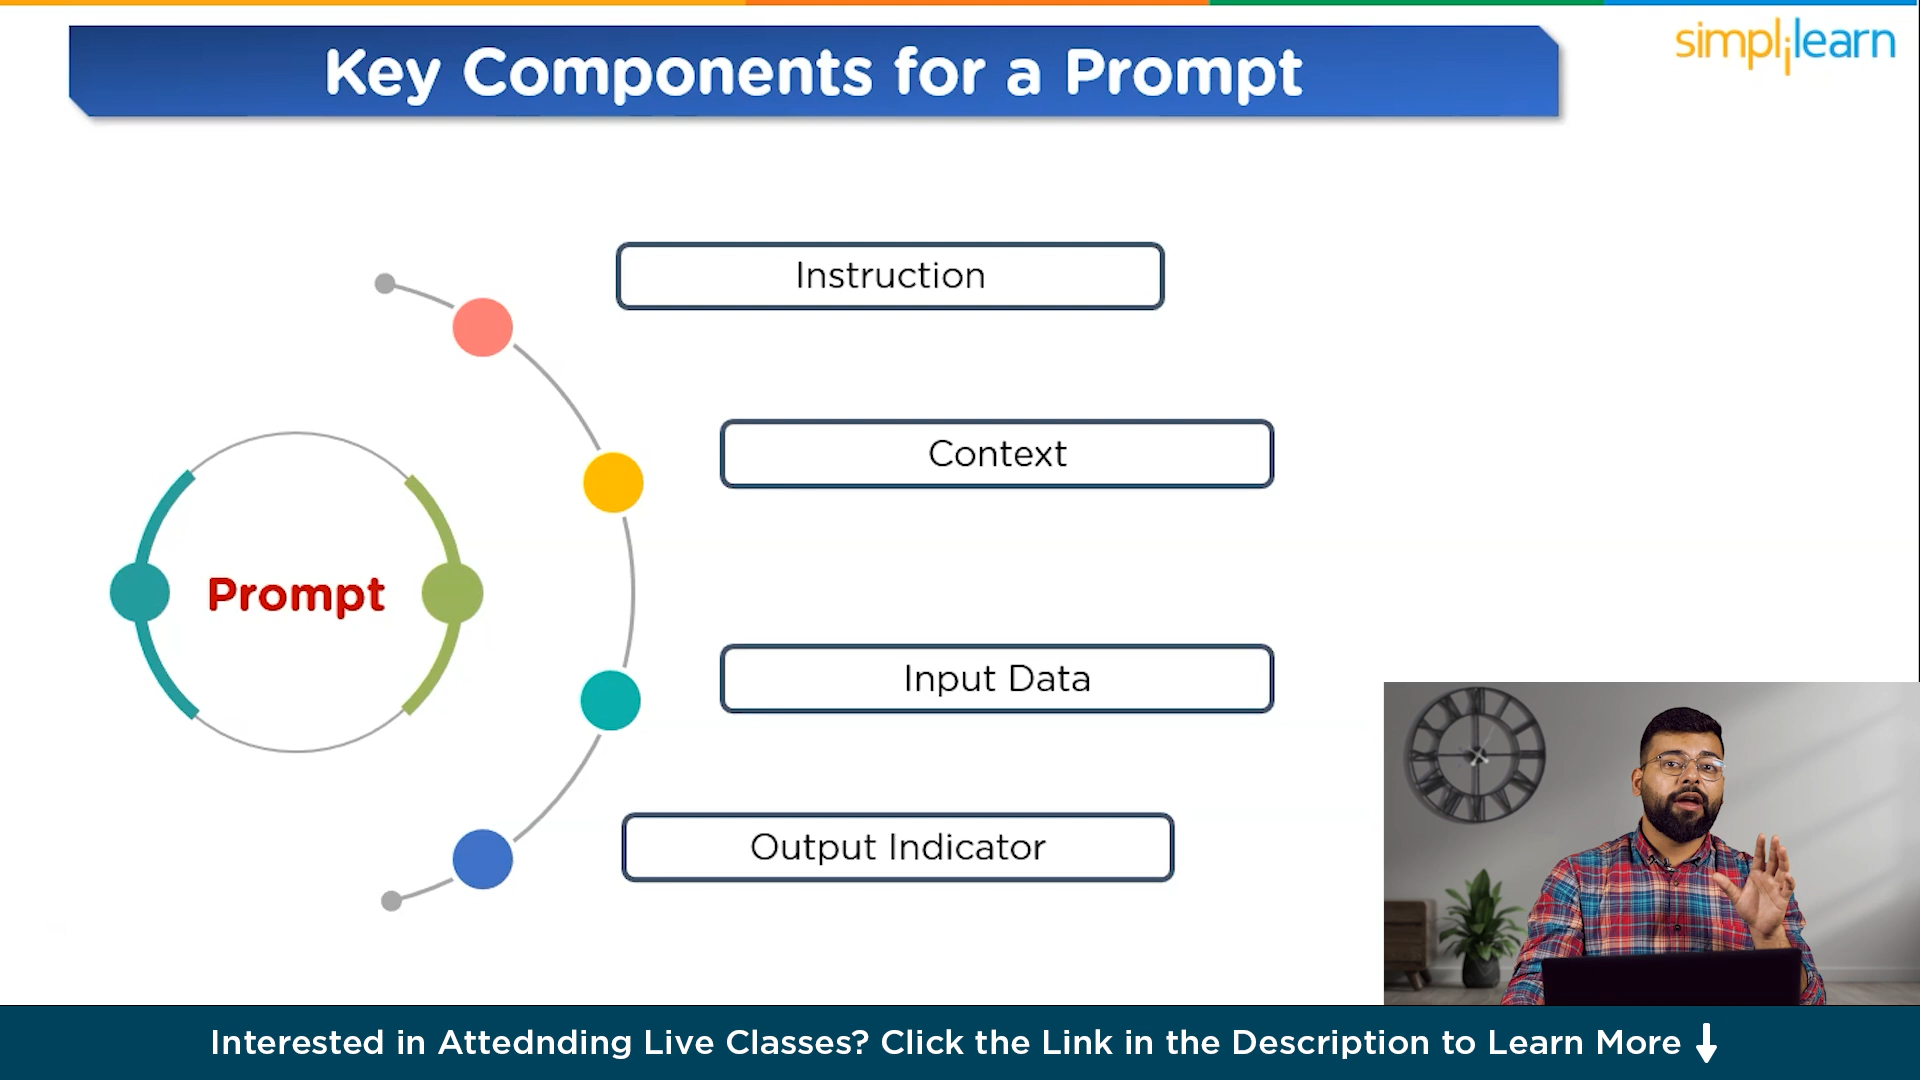 Key Components for a Prompt
simplilearn
Instruction
Context
Prompt
Input Data
Output Indicator
Interested in Attednding Live Classes? Click the Link in the Description to Learn More